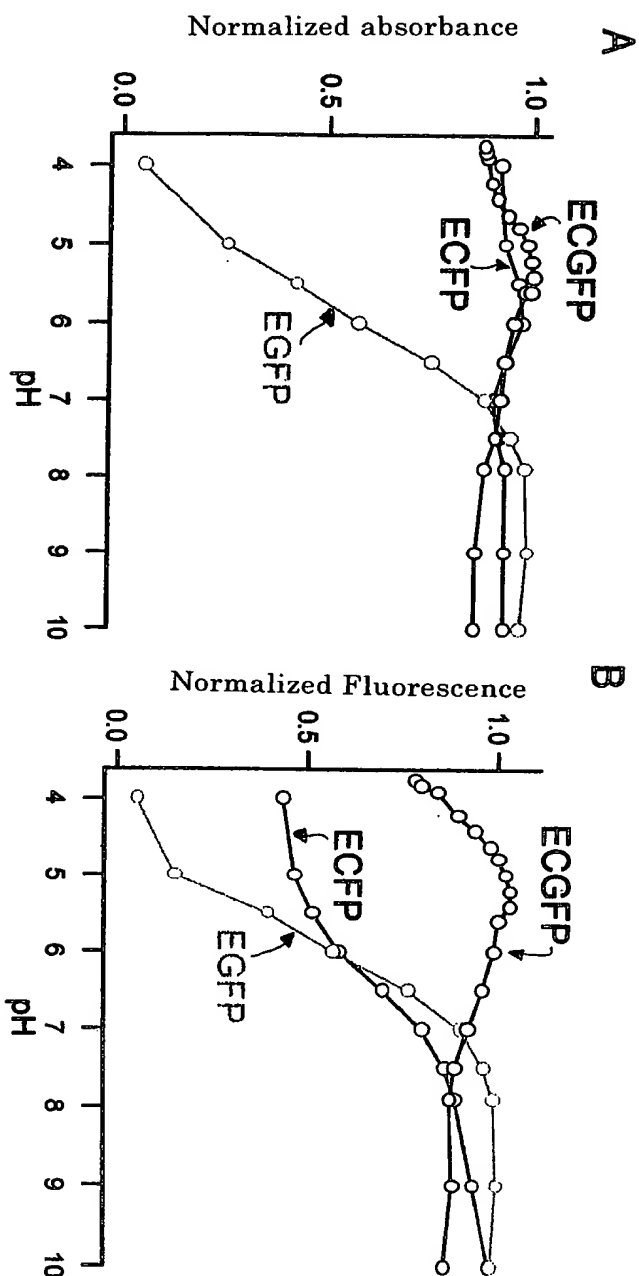 A
Normalized absorbance
1.0
0.5
0.0
ECGFP
ECFP
EGFP
4 5 6 7 8 9 10
pH
B
Normalized Fluorescence
1.0
0.5
0.0
ECGFP
ECFP
EGFP
4 5 6 7 8 9 10
pH